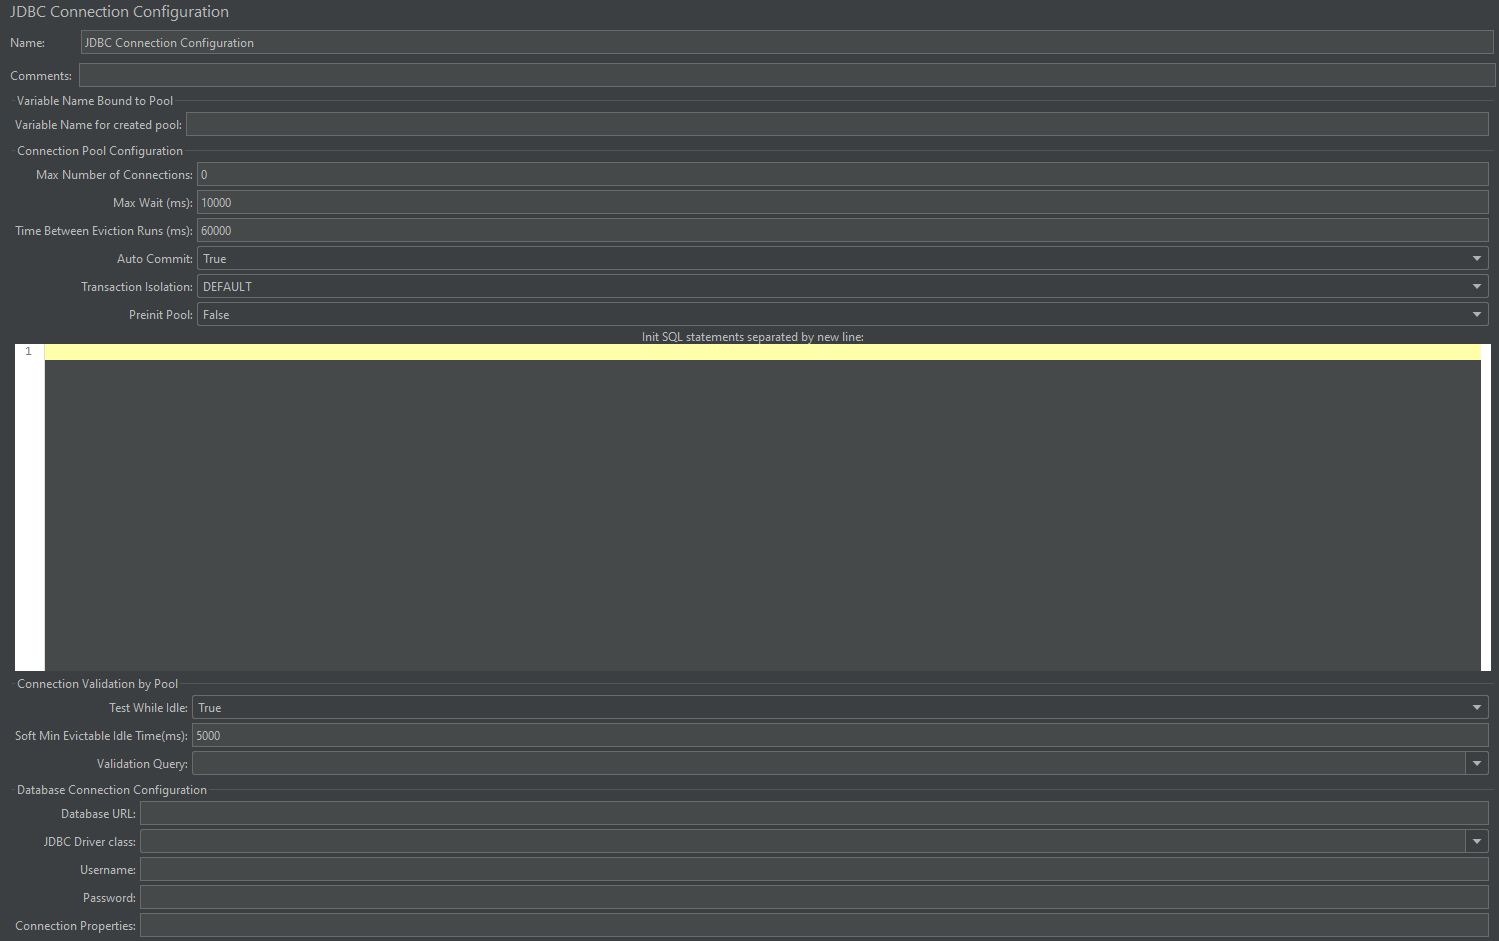 JDBC Connection Configuration
Name: JDBC Connection Configuration
Comments:
Variable Name Bound to Pool
Variable Name for created pool:
Connection Pool Configuration
Max Number of Connections: 0
Max Wait (ms): 10000
Time Between Eviction Runs (ms): 60000
Auto Commit: True
Transaction Isolation: DEFAULT
Preinit Pool: False
Init SQL statements separated by new line:
1
Connection Validation by Pool
Test While Idle: True
Soft Min Evictable Idle Time(ms): 5000
Validation Query:
Database Connection Configuration
Database URL:
JDBC Driver class:
Username:
Password:
Connection Properties: